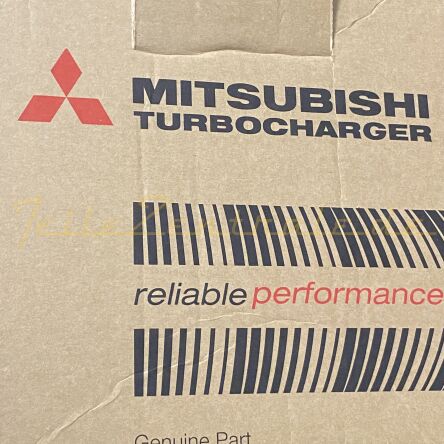 MITSUBISHI
TURBOCHARGER
reliable performance
Genuine Part